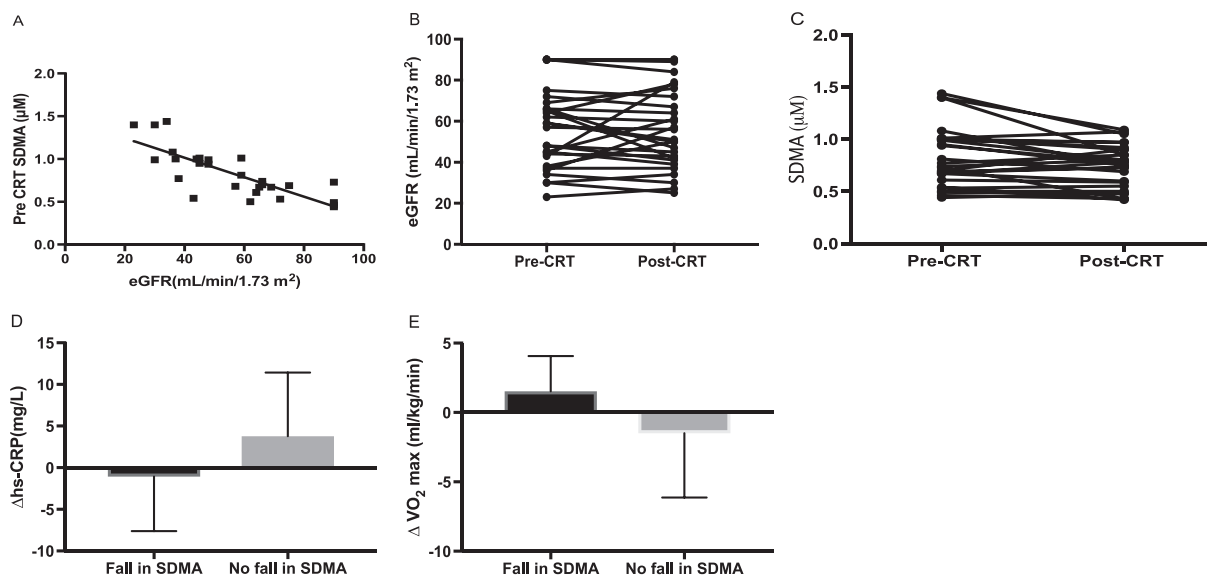 A
Pre CRT SDMA (µM)
2.0
1.5
1.0
0.5
0.0
0
20
40
60
80
100
eGFR(mL/min/1.73 m²)
B
eGFR (mL/min/1.73 m²)
100
80
60
40
20
0
Pre-CRT
Post-CRT
C
SDMA (µM)
2.0
1.5
1.0
0.5
0.0
Pre-CRT
Post-CRT
D
Δhs-CRP(mg/L)
15
10
5
0
-5
-10
Fall in SDMA
No fall in SDMA
E
Δ VO₂ max (ml/kg/min)
5
0
-5
-10
Fall in SDMA
No fall in SDMA